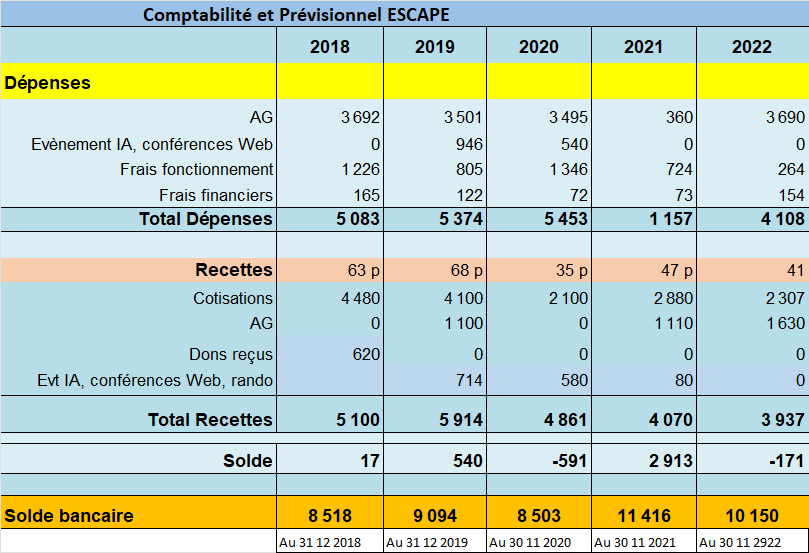 Comptabilité et Prévisionnel ESCAPE
2018 2019 2020 2021 2022
Dépenses
AG 3 692 3 501 3 495 360 3 690
Evènement IA, conférences Web 0 946 540 0 0
Frais fonctionnement 1 226 805 1 346 724 264
Frais financiers 165 122 72 73 154
Total Dépenses 5 083 5 374 5 453 1 157 4 108
Recettes 63 p 68 p 35 p 47 p 41
Cotisations 4 480 4 100 2 100 2 880 2 307
AG 0 1 100 0 1 110 1 630
Dons reçus 620 0 0 0 0
Evt IA, conférences Web, rando 714 580 80 0
Total Recettes 5 100 5 914 4 861 4 070 3 937
Solde 17 540 -591 2 913 -171
Solde bancaire 8 518 9 094 8 503 11 416 10 150
Au 31 12 2018 Au 31 12 2019 Au 30 11 2020 Au 30 11 2021 Au 30 11 2922